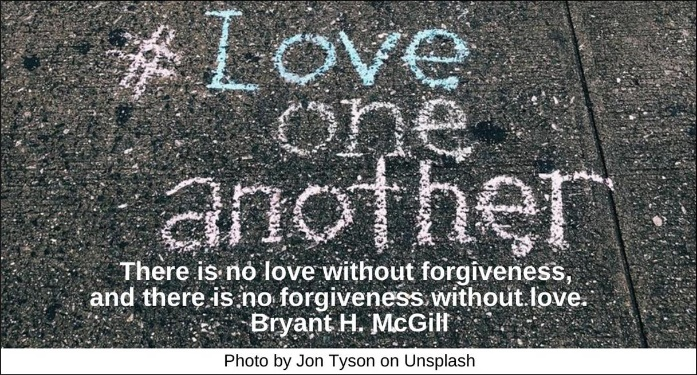 # Love
one
another
There is no love without forgiveness,
and there is no forgiveness without love.
Bryant H. McGill
Photo by Jon Tyson on Unsplash